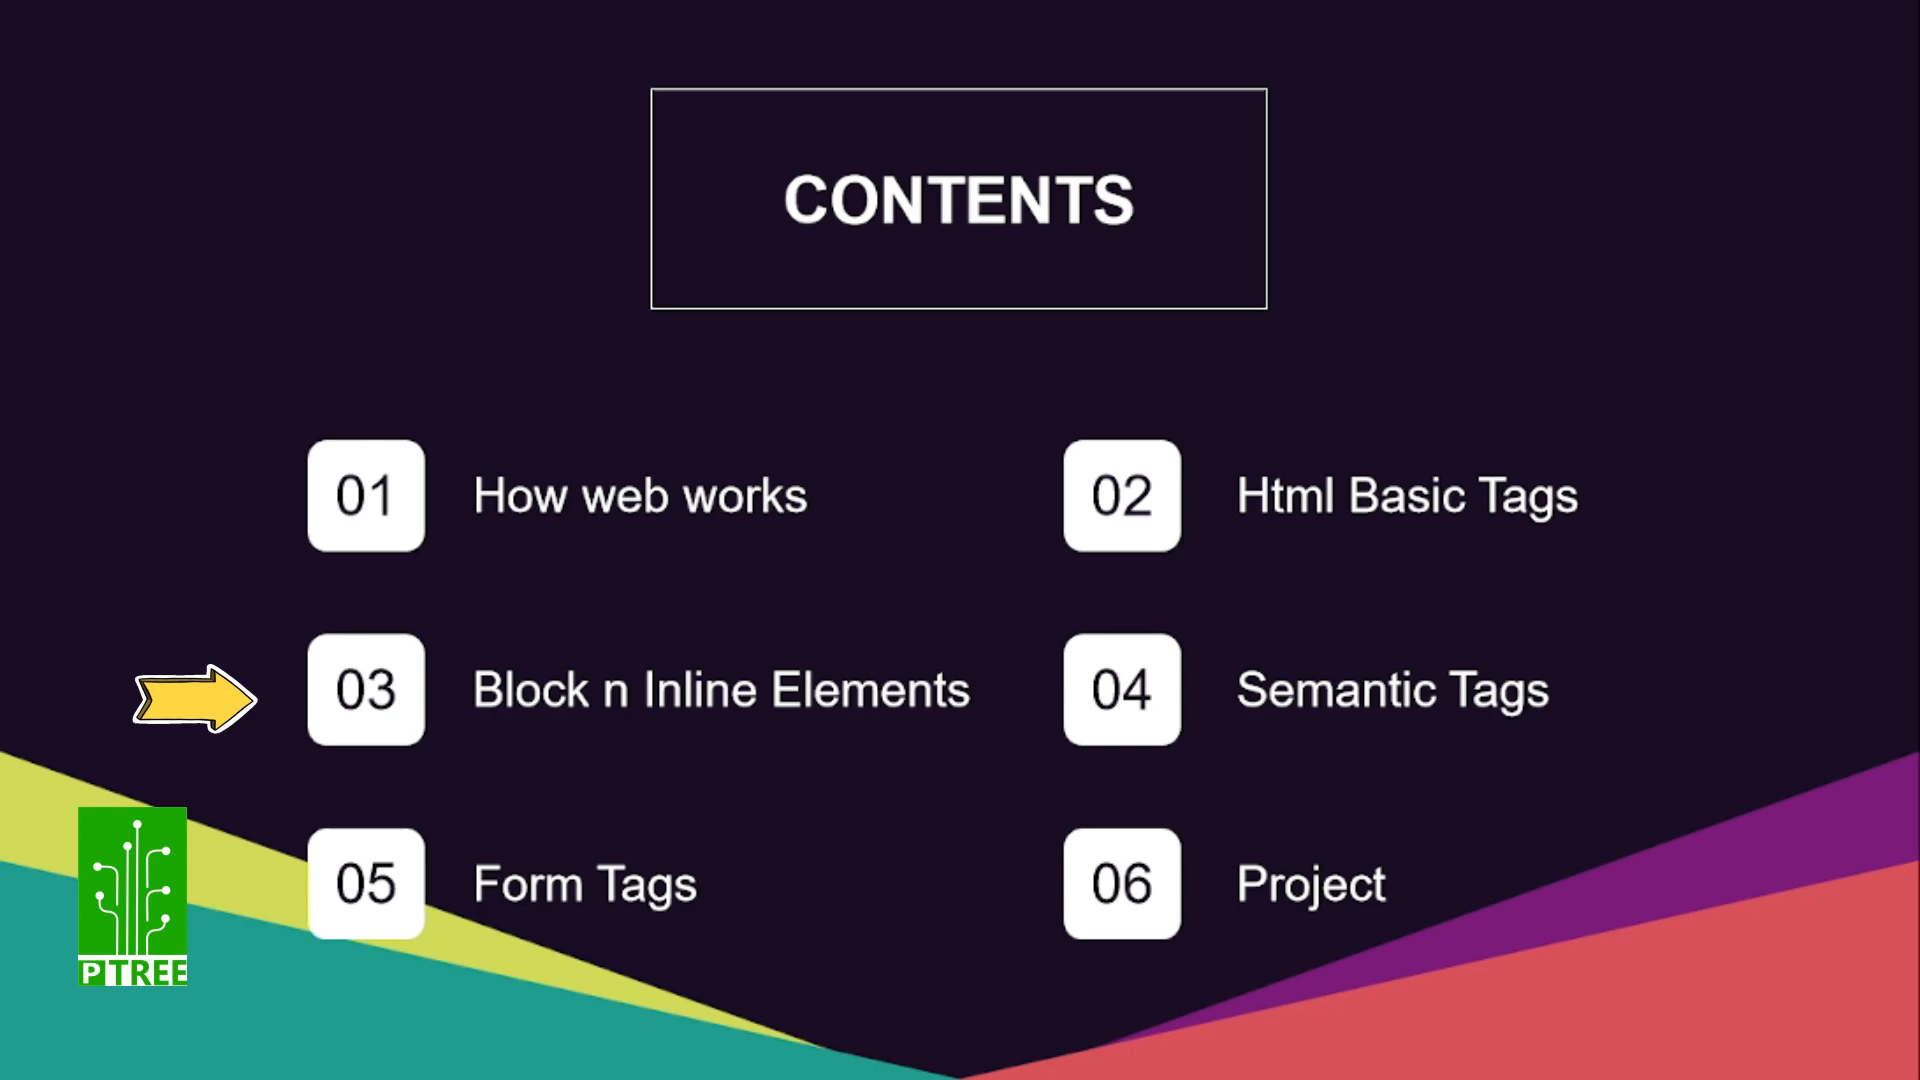 CONTENTS
01 How web works
02 Html Basic Tags
03 Block n Inline Elements
04 Semantic Tags
05 Form Tags
06 Project
PTREE